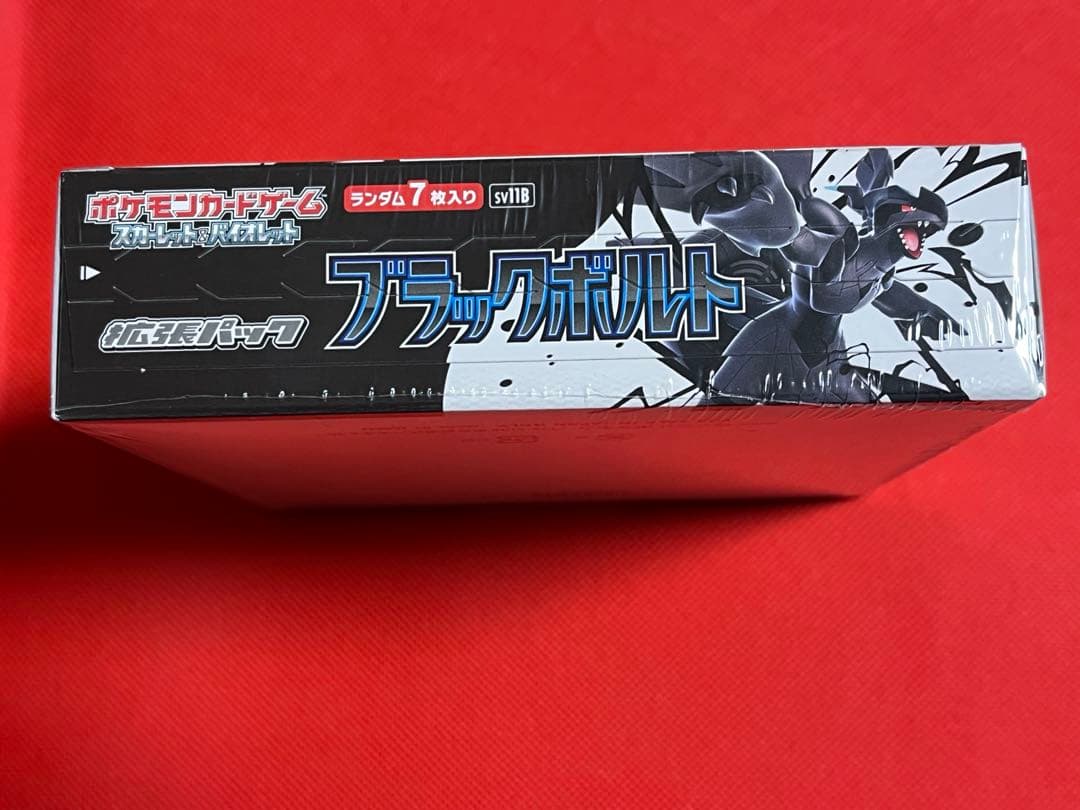 ポケモンカードゲーム
スカーレット&バイオレット
ランダム7枚入り
sv11B
ブラックボルト
拡張パック